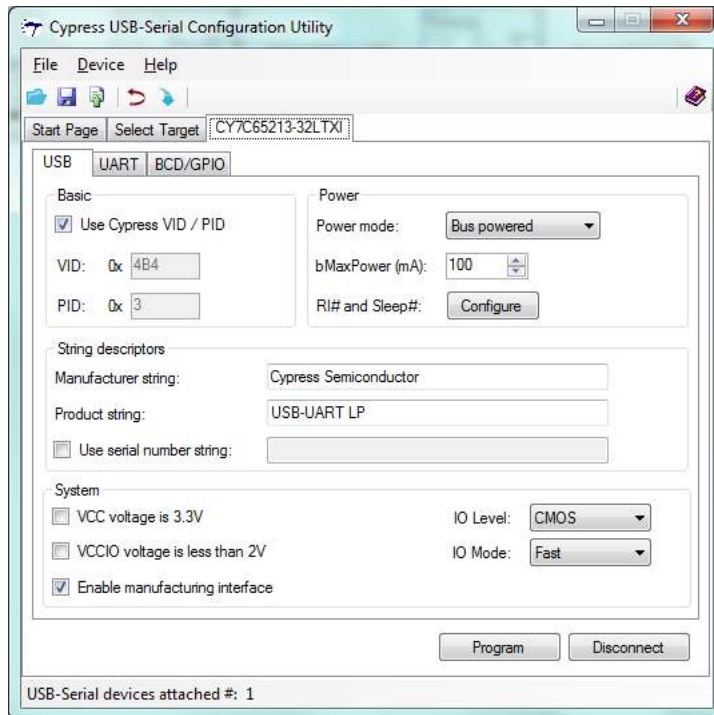 Cypress USB-Serial Configuration Utility
File Device Help
Start Page Select Target CY7C65213-32LTXI
USB UART BCD/GPIO
Basic
Use Cypress VID / PID
VID: 0x 4B4
PID: 0x 3
Power
Power mode: Bus powered
bMaxPower (mA): 100
RI# and Sleep#: Configure
String descriptors
Manufacturer string: Cypress Semiconductor
Product string: USB-UART LP
Use serial number string:
System
VCC voltage is 3.3V IO Level: CMOS
VCCIO voltage is less than 2V IO Mode: Fast
Enable manufacturing interface
Program Disconnect
USB-Serial devices attached #: 1